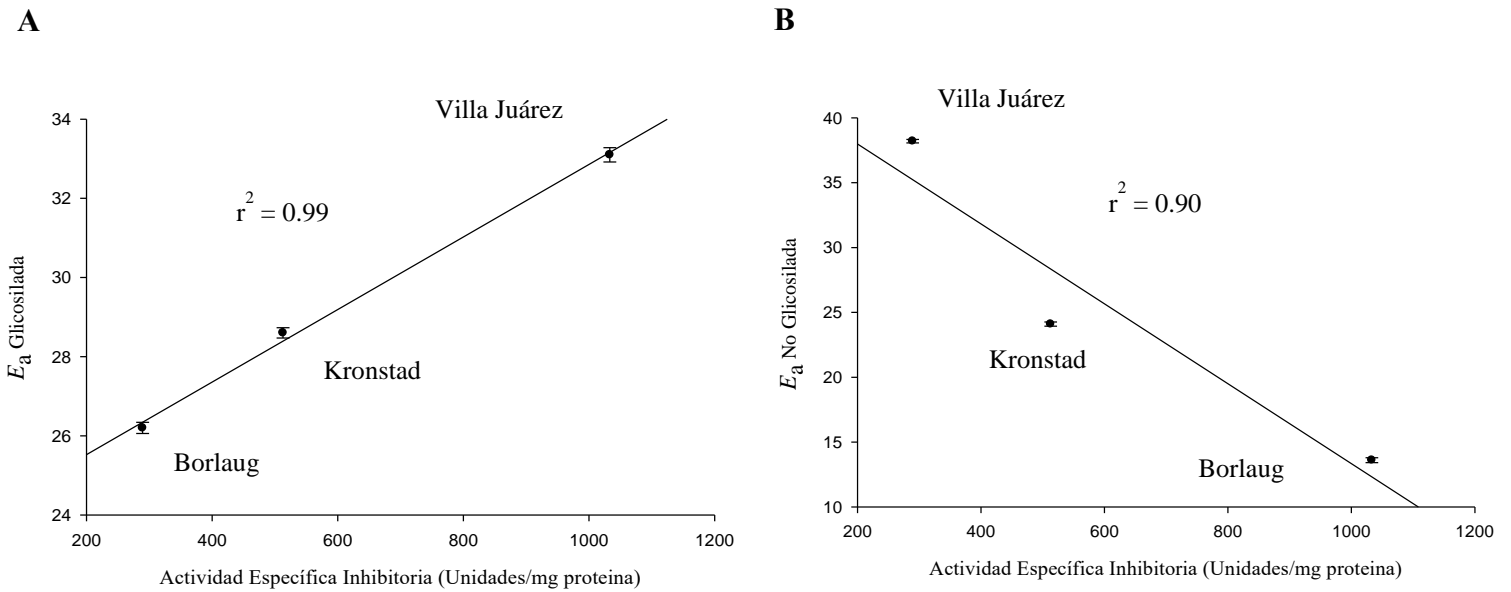 A
Villa Juárez
r2 = 0.99
Kronstad
Borlaug
Ea Glicosilada
34
32
30
28
26
24
200 400 600 800 1000 1200
Actividad Específica Inhibitoria (Unidades/mg proteina)
B
Villa Juárez
r2 = 0.90
Kronstad
Borlaug
Ea No Glicosilada
40
35
30
25
20
15
10
200 400 600 800 1000 1200
Actividad Específica Inhibitoria (Unidades/mg proteina)